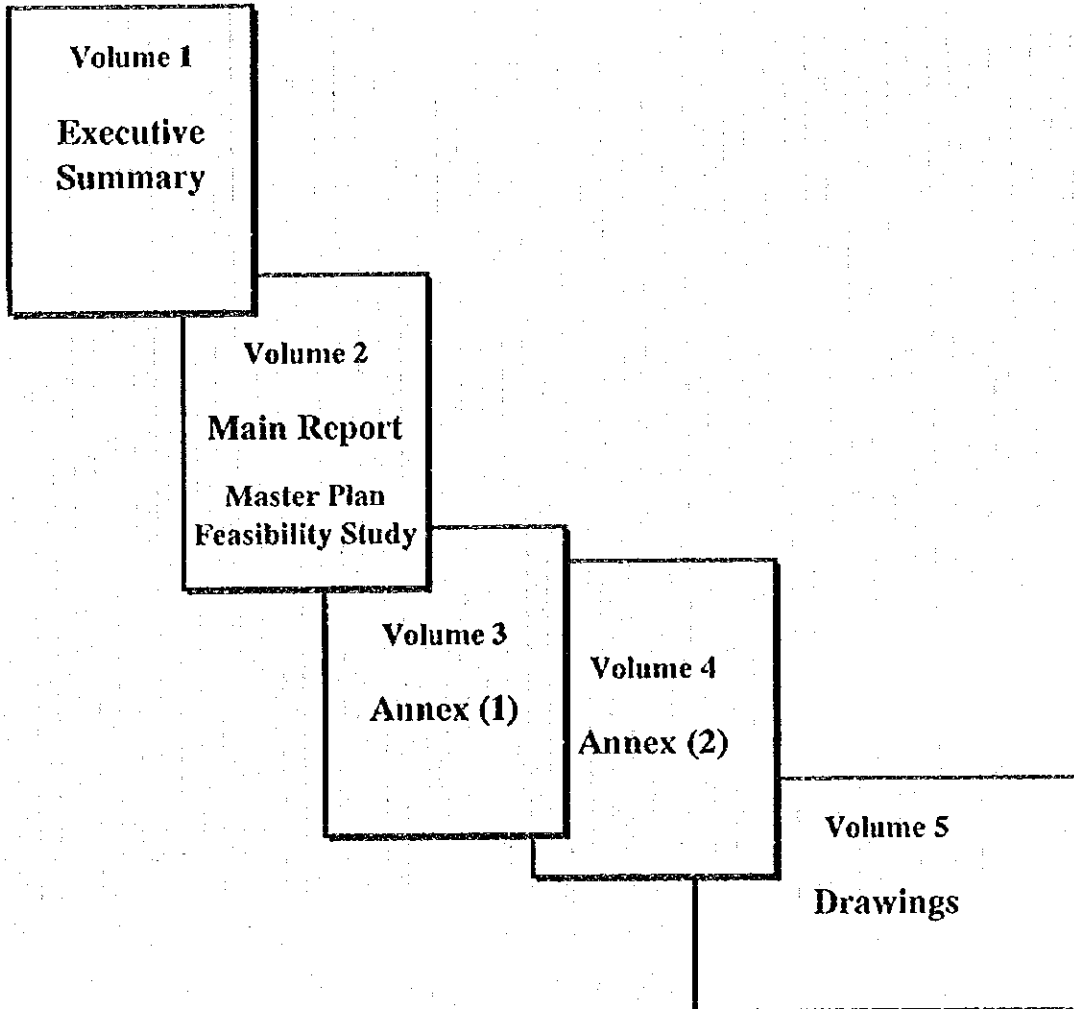 Volume 1
Executive
Summary
Volume 2
Main Report
Master Plan
Feasibility Study
Volume 3
Annex (1)
Volume 4
Annex (2)
Volume 5
Drawings